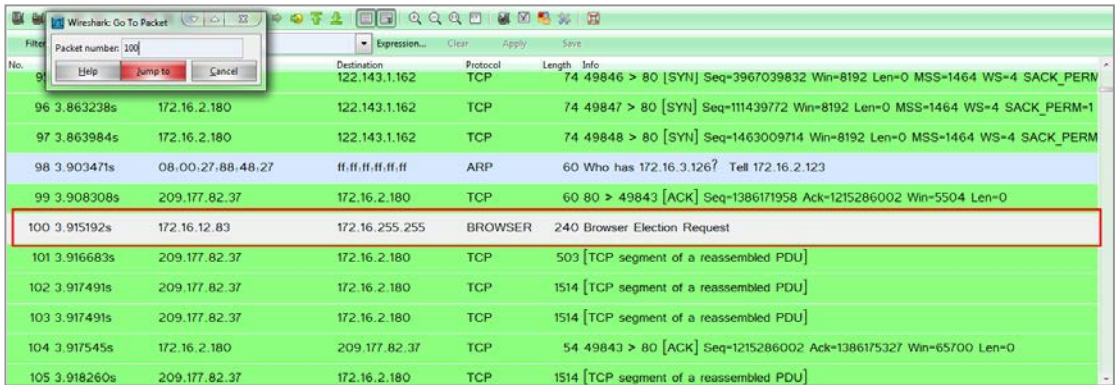 Wireshark: Go To Packet
Packet number: 100
Help Jump to Cancel
Filter Expression... Clear Apply Save
No. Destination Protocol Length Info
95 122.143.1.162 TCP 74 49846 > 80 [SYN] Seq=3967039832 Win=8192 Len=0 MSS=1464 WS=4 SACK_PERM
96 3.863238s 172.16.2.180 122.143.1.162 TCP 74 49847 > 80 [SYN] Seq=111439772 Win=8192 Len=0 MSS=1464 WS=4 SACK_PERM=1
97 3.863984s 172.16.2.180 122.143.1.162 TCP 74 49848 > 80 [SYN] Seq=1463009714 Win=8192 Len=0 MSS=1464 WS=4 SACK_PERM
98 3.903471s 08:00:27:88:48:27 ff:ff:ff:ff:ff:ff ARP 60 Who has 172.16.3.126? Tell 172.16.2.123
99 3.908308s 209.177.82.37 172.16.2.180 TCP 60 80 > 49843 [ACK] Seq=1386171958 Ack=1215286002 Win=5504 Len=0
100 3.915192s 172.16.12.83 172.16.255.255 BROWSER 240 Browser Election Request
101 3.916683s 209.177.82.37 172.16.2.180 TCP 503 [TCP segment of a reassembled PDU]
102 3.917491s 209.177.82.37 172.16.2.180 TCP 1514 [TCP segment of a reassembled PDU]
103 3.917491s 209.177.82.37 172.16.2.180 TCP 1514 [TCP segment of a reassembled PDU]
104 3.917545s 172.16.2.180 209.177.82.37 TCP 54 49843 > 80 [ACK] Seq=1215286002 Ack=1386175327 Win=65700 Len=0
105 3.918260s 209.177.82.37 172.16.2.180 TCP 1514 [TCP segment of a reassembled PDU]